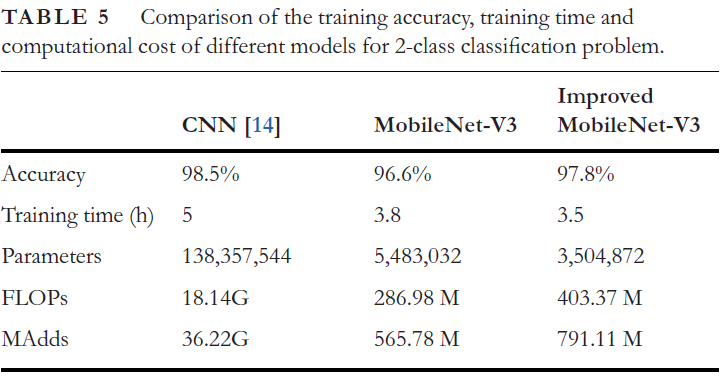 TABLE 5 Comparison of the training accuracy, training time and
computational cost of different models for 2-class classification problem.
Improved
CNN [14] MobileNet-V3 MobileNet-V3
Accuracy 98.5% 96.6% 97.8%
Training time (h) 5 3.8 3.5
Parameters 138,357,544 5,483,032 3,504,872
FLOPs 18.14G 286.98 M 403.37 M
MAdds 36.22G 565.78 M 791.11 M